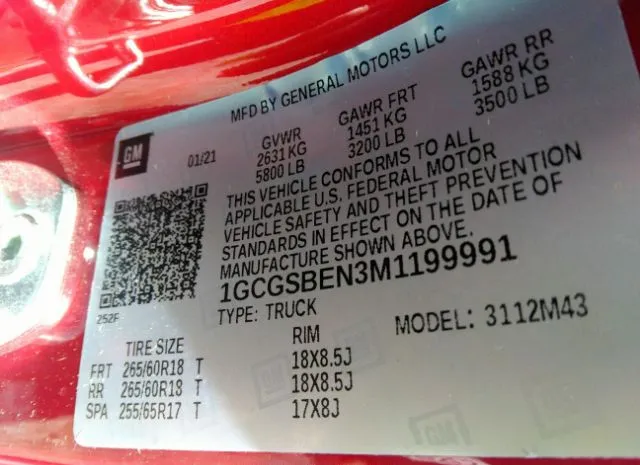 MFD BY GENERAL MOTORS LLC
GM
01/21
GVWR GAWR FRT GAWR RR
2631 KG 1451 KG 1588 KG
5800 LB 3200 LB 3500 LB
THIS VEHICLE CONFORMS TO ALL
APPLICABLE U.S. FEDERAL MOTOR
VEHICLE SAFETY AND THEFT PREVENTION
STANDARDS IN EFFECT ON THE DATE OF
MANUFACTURE SHOWN ABOVE.
1GCGSBEN3M1199991
252F
TYPE: TRUCK MODEL: 3112M43
TIRE SIZE RIM
FRT 265/60R18 T 18X8.5J
RR 265/60R18 T 18X8.5J
SPA 255/65R17 T 17X8J
GM